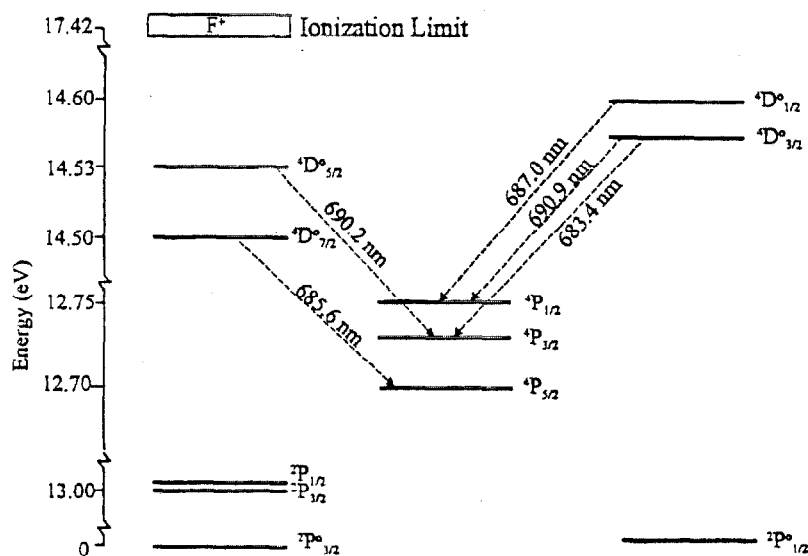 17.42
F⁺ Ionization Limit
14.60
⁴D°₁/₂
⁴D°₃/₂
14.53
⁴D°₅/₂
687.0 nm
690.9 nm
683.4 nm
690.2 nm
14.50
⁴D°₇/₂
685.6 nm
Energy (eV)
12.75
⁴P₁/₂
⁴P₃/₂
12.70
⁴P₅/₂
²P₁/₂
13.00
²P₃/₂
0
²P°₃/₂
²P°₁/₂